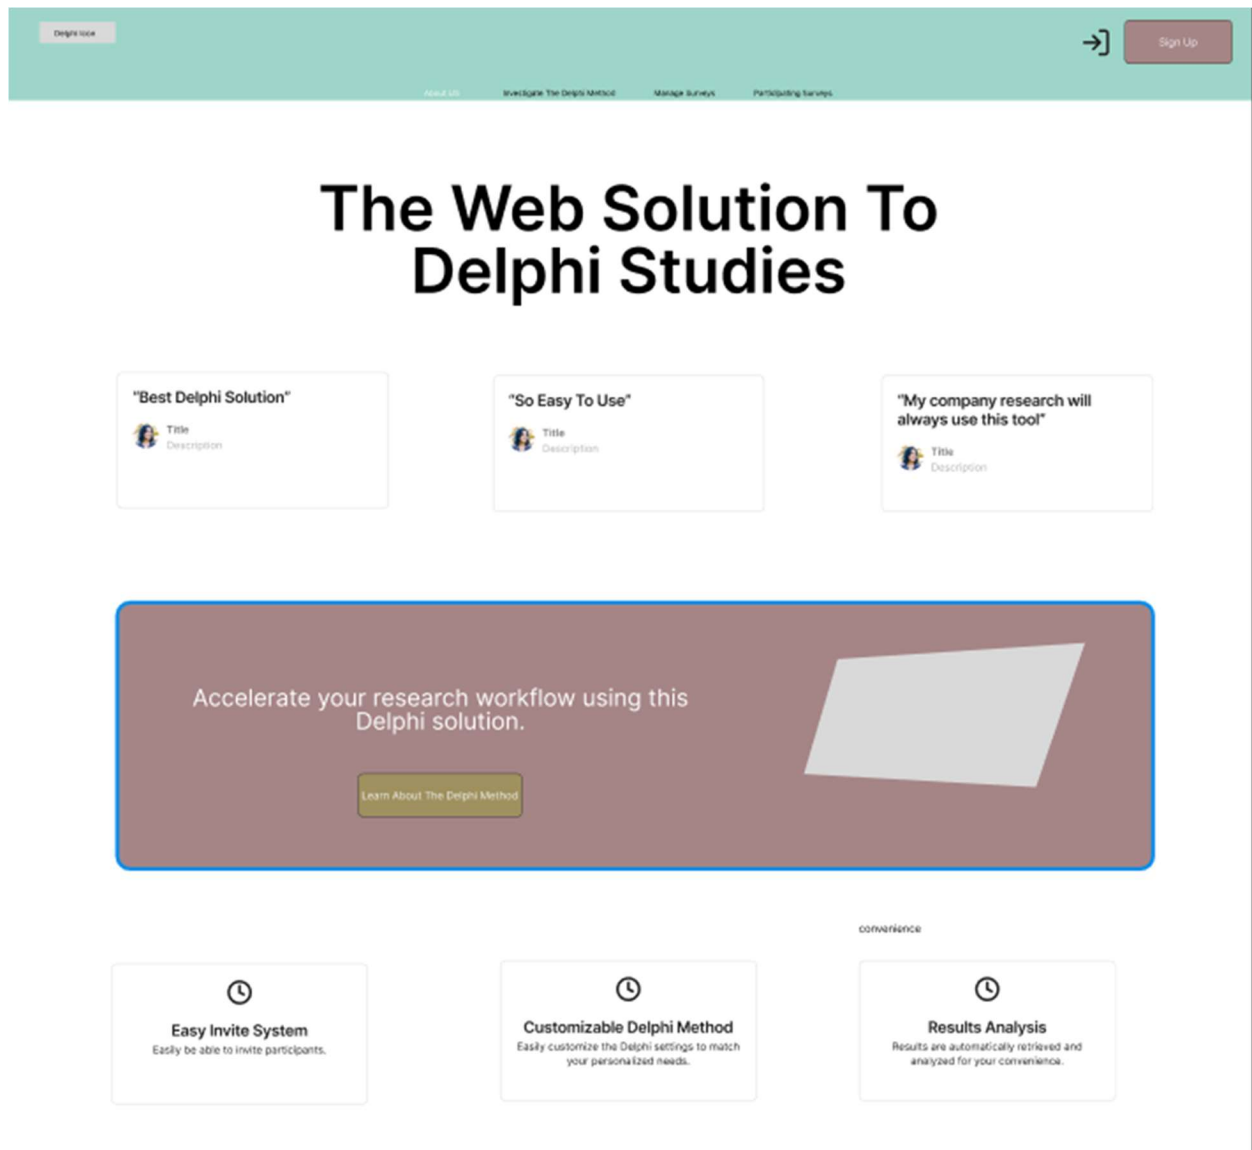 Delphi Icon
Sign Up
About US
Investigate The Delphi Method
Manage Surveys
Participating Surveys
The Web Solution To
Delphi Studies
"Best Delphi Solution"
Title
Description
"So Easy To Use"
Title
Description
"My company research will
always use this tool"
Title
Description
Accelerate your research workflow using this
Delphi solution.
Learn About The Delphi Method
convenience
Easy Invite System
Easily be able to invite participants.
Customizable Delphi Method
Easily customize the Delphi settings to match
your personalized needs.
Results Analysis
Results are automatically retrieved and
analyzed for your convenience.